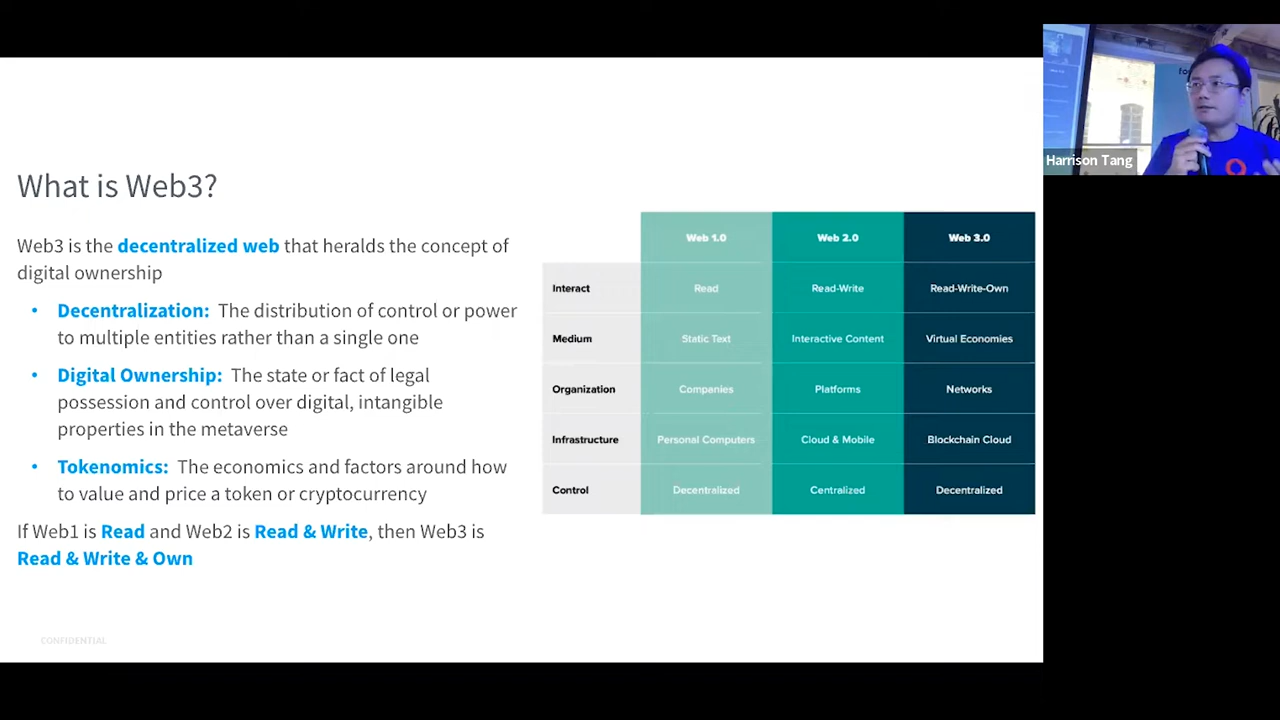 What is Web3?
Web3 is the decentralized web that heralds the concept of
digital ownership
• Decentralization: The distribution of control or power
to multiple entities rather than a single one
• Digital Ownership: The state or fact of legal
possession and control over digital, intangible
properties in the metaverse
• Tokenomics: The economics and factors around how
to value and price a token or cryptocurrency
If Web1 is Read and Web2 is Read & Write, then Web3 is
Read & Write & Own
CONFIDENTIAL
Web 1.0 Web 2.0 Web 3.0
Interact Read Read-Write Read-Write-Own
Medium Static Text Interactive Content Virtual Economies
Organization Companies Platforms Networks
Infrastructure Personal Computers Cloud & Mobile Blockchain Cloud
Control Decentralized Centralized Decentralized
Harrison Tang